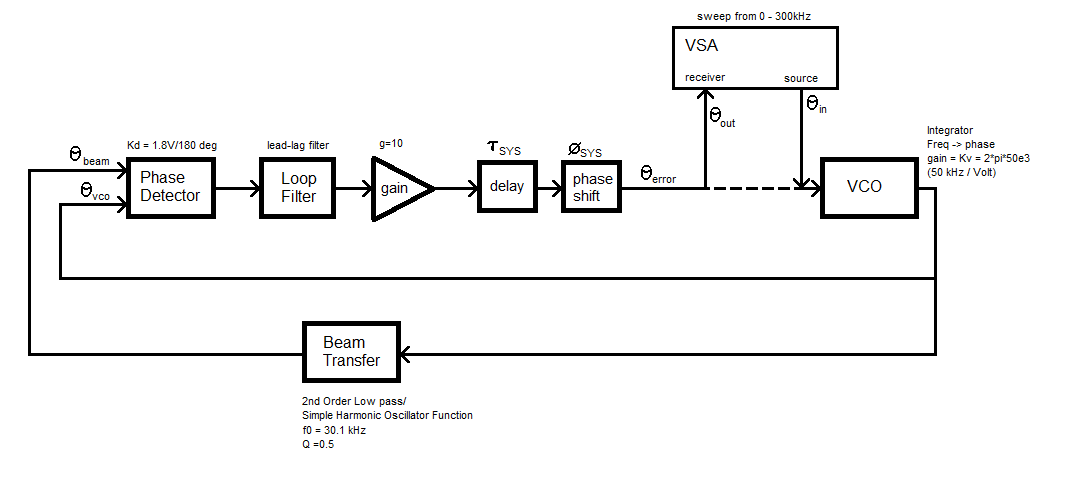 sweep from 0 - 300kHz
VSA
receiver
source
θout
θin
Integrator
Freq -> phase
gain = Kv = 2*pi*50e3
(50 kHz / Volt)
θbeam
Kd = 1.8V/180 deg
lead-lag filter
g=10
τSYS
øSYS
θvco
Phase
Detector
Loop
Filter
gain
delay
phase
shift
θerror
VCO
Beam
Transfer
2nd Order Low pass/
Simple Harmonic Oscillator Function
f0 = 30.1 kHz
Q =0.5